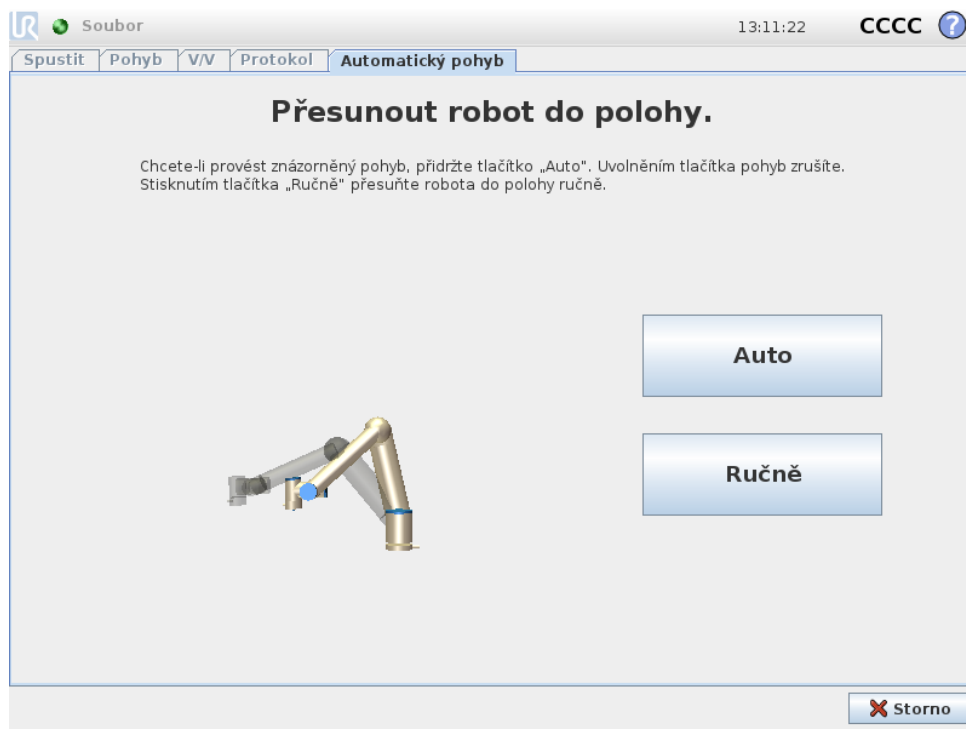 UR Soubor 13:11:22 CCCC ?
Spustit Pohyb V/V Protokol Automatický pohyb
Přesunout robot do polohy.
Chcete-li provést znázorněný pohyb, přidržte tlačítko „Auto". Uvolněním tlačítka pohyb zrušíte.
Stisknutím tlačítka „Ručně" přesuňte robota do polohy ručně.
Auto
Ručně
Storno